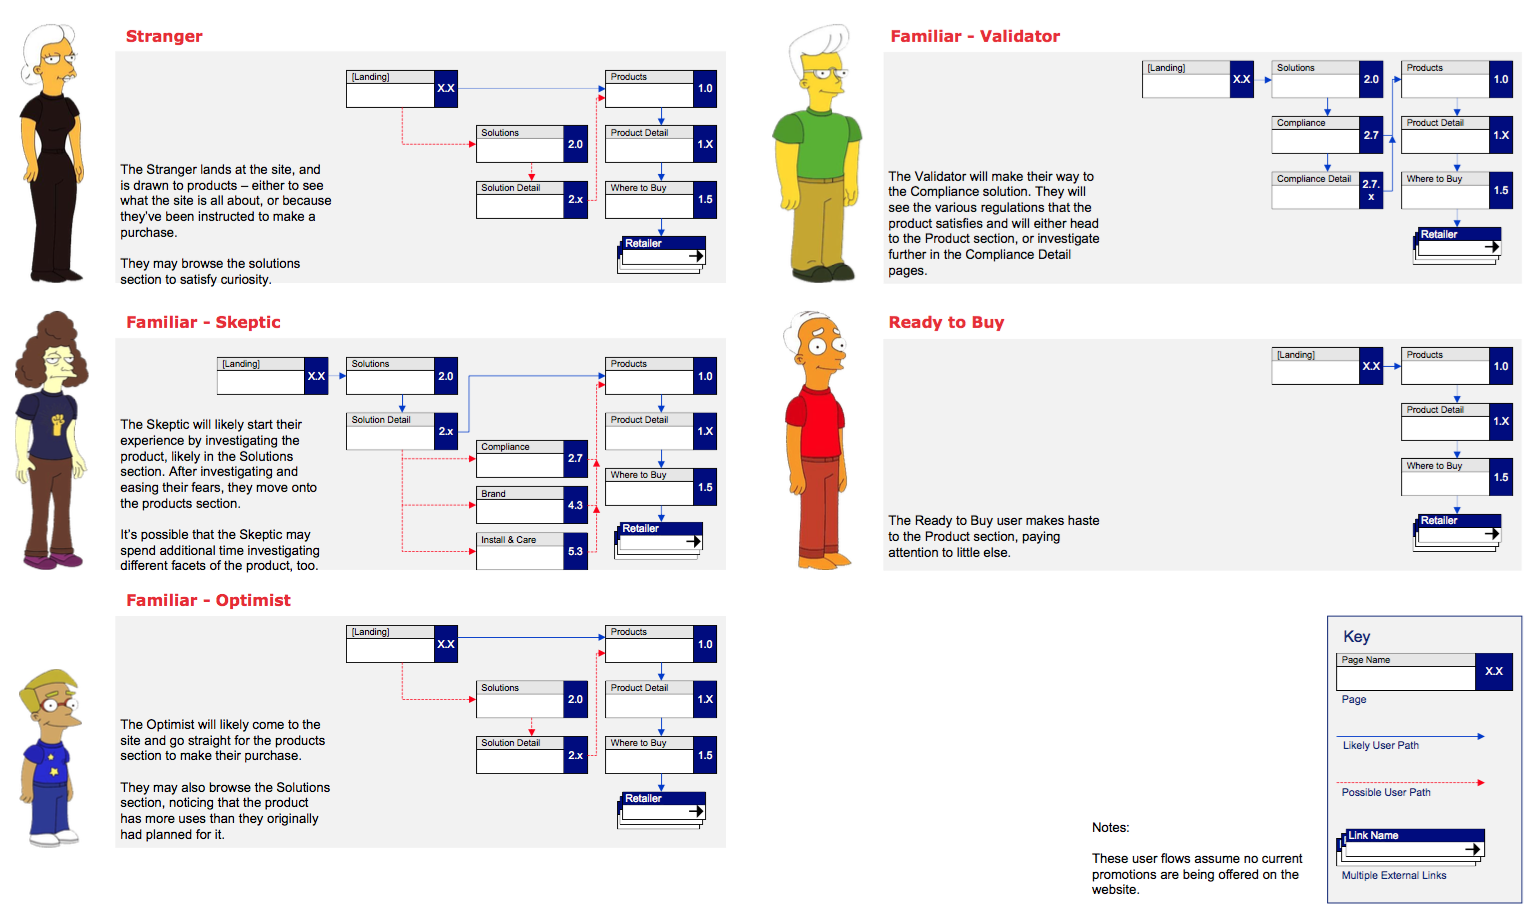 Stranger
[Landing]
X.X
Products
1.0
Solutions
2.0
Product Detail
1.X
Solution Detail
2.x
Where to Buy
1.5
Retailer
The Stranger lands at the site, and
is drawn to products – either to see
what the site is all about, or because
they've been instructed to make a
purchase.
They may browse the solutions
section to satisfy curiosity.
Familiar - Validator
[Landing]
X.X
Solutions
2.0
Products
1.0
Compliance
2.7
Product Detail
1.X
Compliance Detail
2.7.
x
Where to Buy
1.5
Retailer
The Validator will make their way to
the Compliance solution. They will
see the various regulations that the
product satisfies and will either head
to the Product section, or investigate
further in the Compliance Detail
pages.
Familiar - Skeptic
[Landing]
X.X
Solutions
2.0
Products
1.0
Solution Detail
2.x
Product Detail
1.X
Compliance
2.7
Where to Buy
1.5
Brand
4.3
Retailer
Install & Care
5.3
The Skeptic will likely start their
experience by investigating the
product, likely in the Solutions
section. After investigating and
easing their fears, they move onto
the products section.
It's possible that the Skeptic may
spend additional time investigating
different facets of the product, too.
Ready to Buy
[Landing]
X.X
Products
1.0
Product Detail
1.X
Where to Buy
1.5
Retailer
The Ready to Buy user makes haste
to the Product section, paying
attention to little else.
Familiar - Optimist
[Landing]
X.X
Products
1.0
Solutions
2.0
Product Detail
1.X
Solution Detail
2.x
Where to Buy
1.5
Retailer
The Optimist will likely come to the
site and go straight for the products
section to make their purchase.
They may also browse the Solutions
section, noticing that the product
has more uses than they originally
had planned for it.
Notes:
These user flows assume no current
promotions are being offered on the
website.
Key
Page Name
X.X
Page
Likely User Path
Possible User Path
Link Name
Multiple External Links